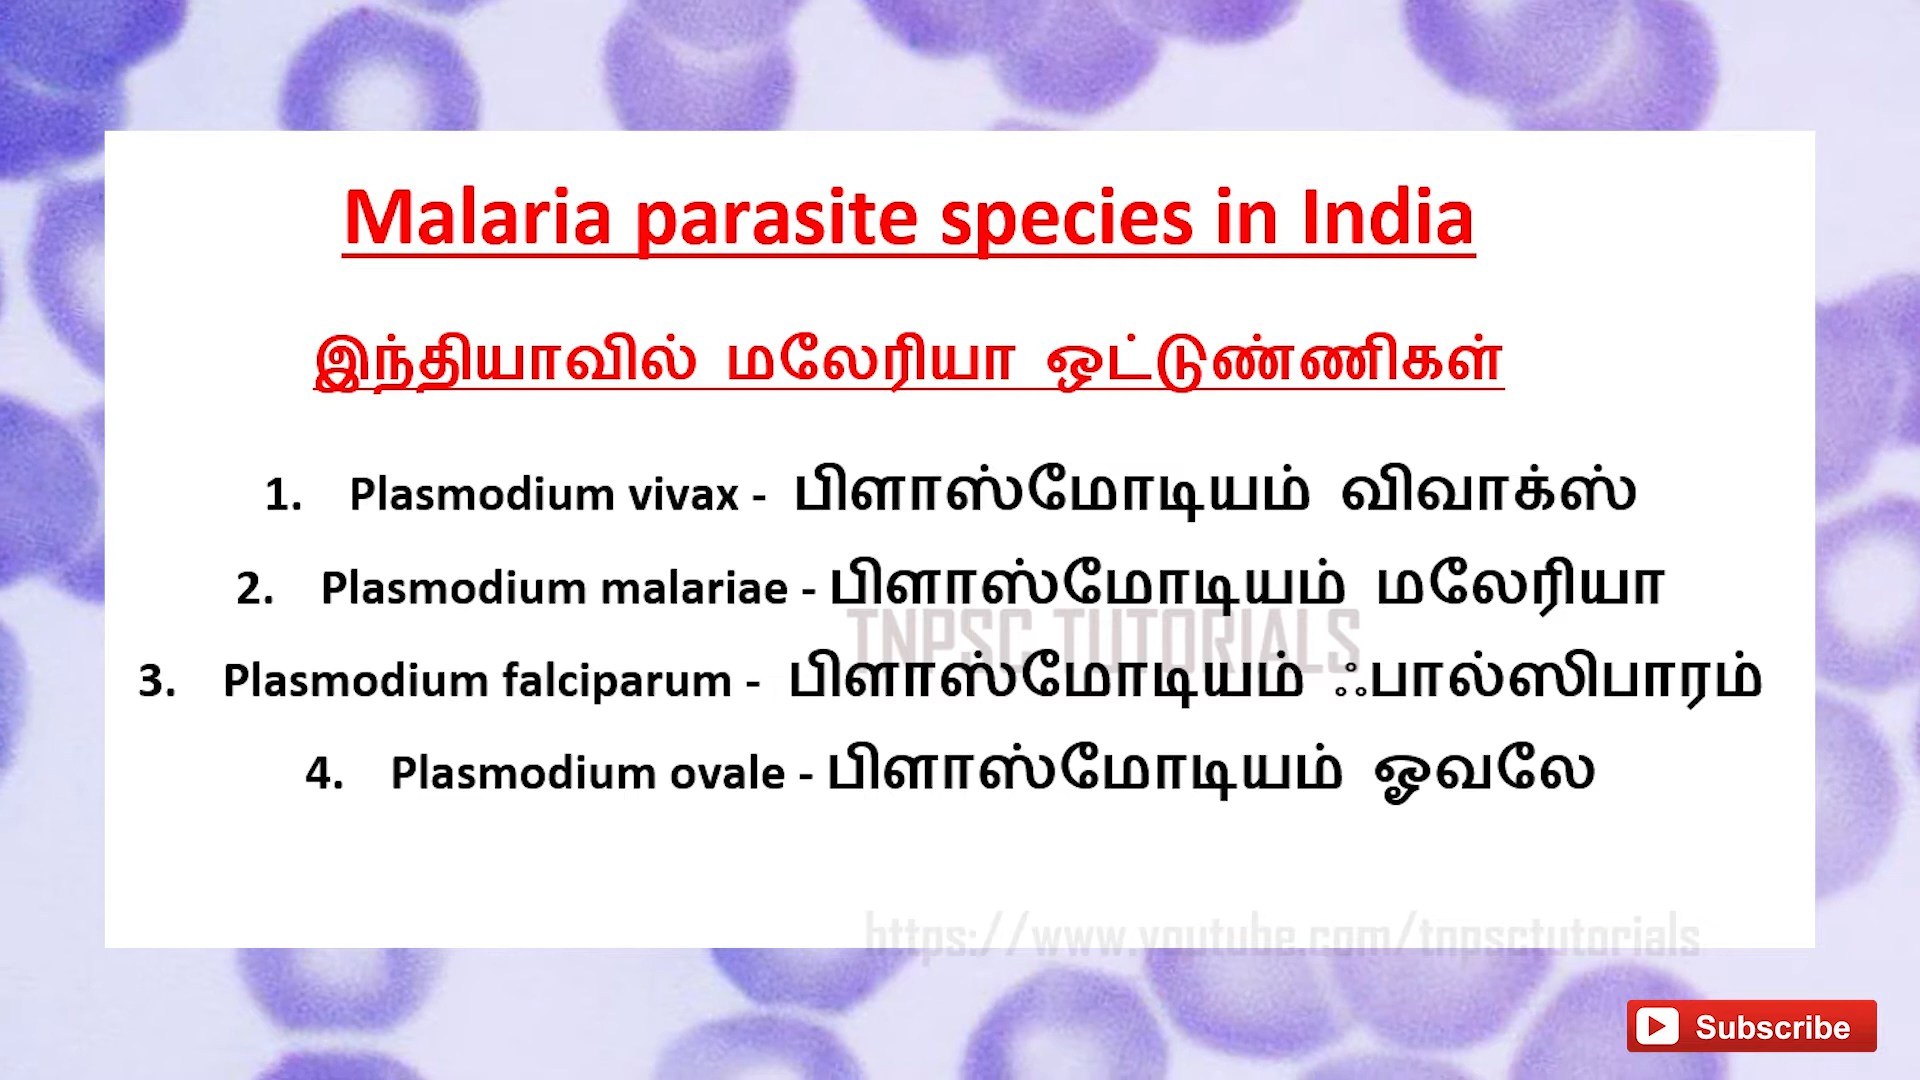 Malaria parasite species in India
இந்தியாவில் மலேரியா ஒட்டுண்ணிகள்
1. Plasmodium vivax - பிளாஸ்மோடியம் விவாக்ஸ்
2. Plasmodium malariae - பிளாஸ்மோடியம் மலேரியா
TNPSC TUTORIALS
3. Plasmodium falciparum - பிளாஸ்மோடியம் ஃபால்ஸிபாரம்
4. Plasmodium ovale - பிளாஸ்மோடியம் ஓவலே
https://www.youtube.com/tnpsctutorials
Subscribe